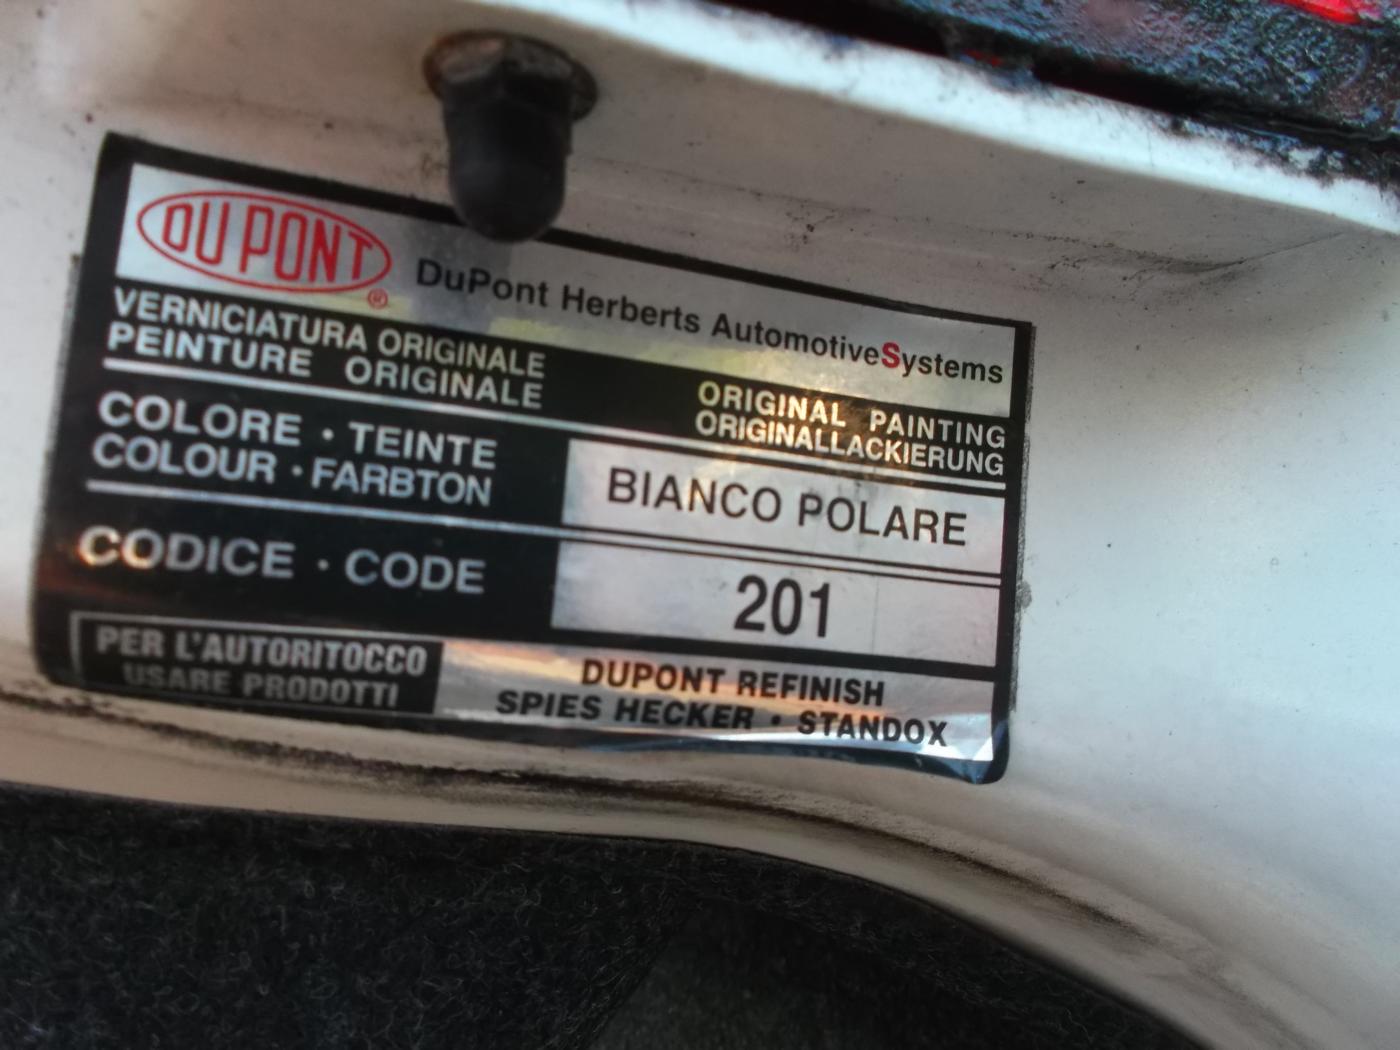 DU PONT ®
DuPont Herberts AutomotiveSystems
VERNICIATURA ORIGINALE
PEINTURE ORIGINALE
ORIGINAL PAINTING
ORIGINALLACKIERUNG
COLORE · TEINTE
COLOUR · FARBTON
BIANCO POLARE
CODICE · CODE
201
PER L'AUTORITOCCO
USARE PRODOTTI
DUPONT REFINISH
SPIES HECKER · STANDOX